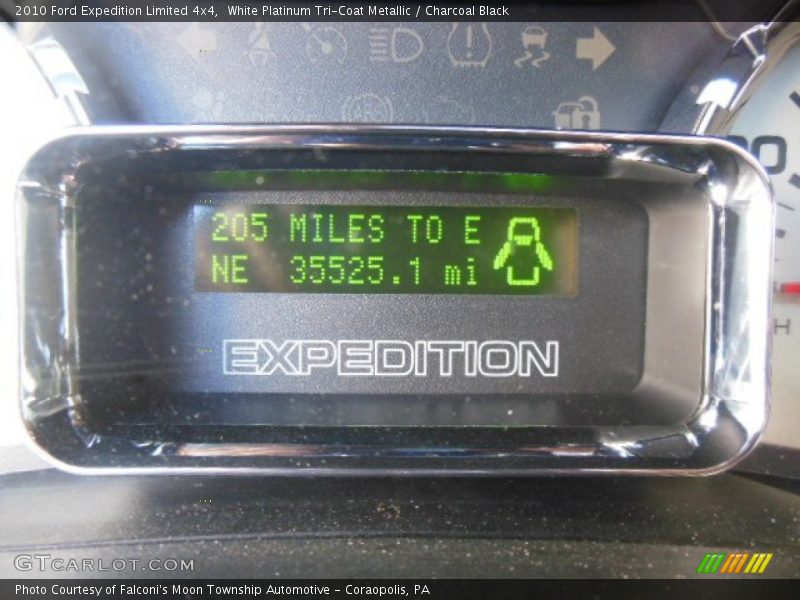 2010 Ford Expedition Limited 4x4, White Platinum Tri-Coat Metallic / Charcoal Black
205 MILES TO E
NE 35525.1 mi
H
EXPEDITION
GTCARLOT.COM
Photo Courtesy of Falconi's Moon Township Automotive - Coraopolis, PA